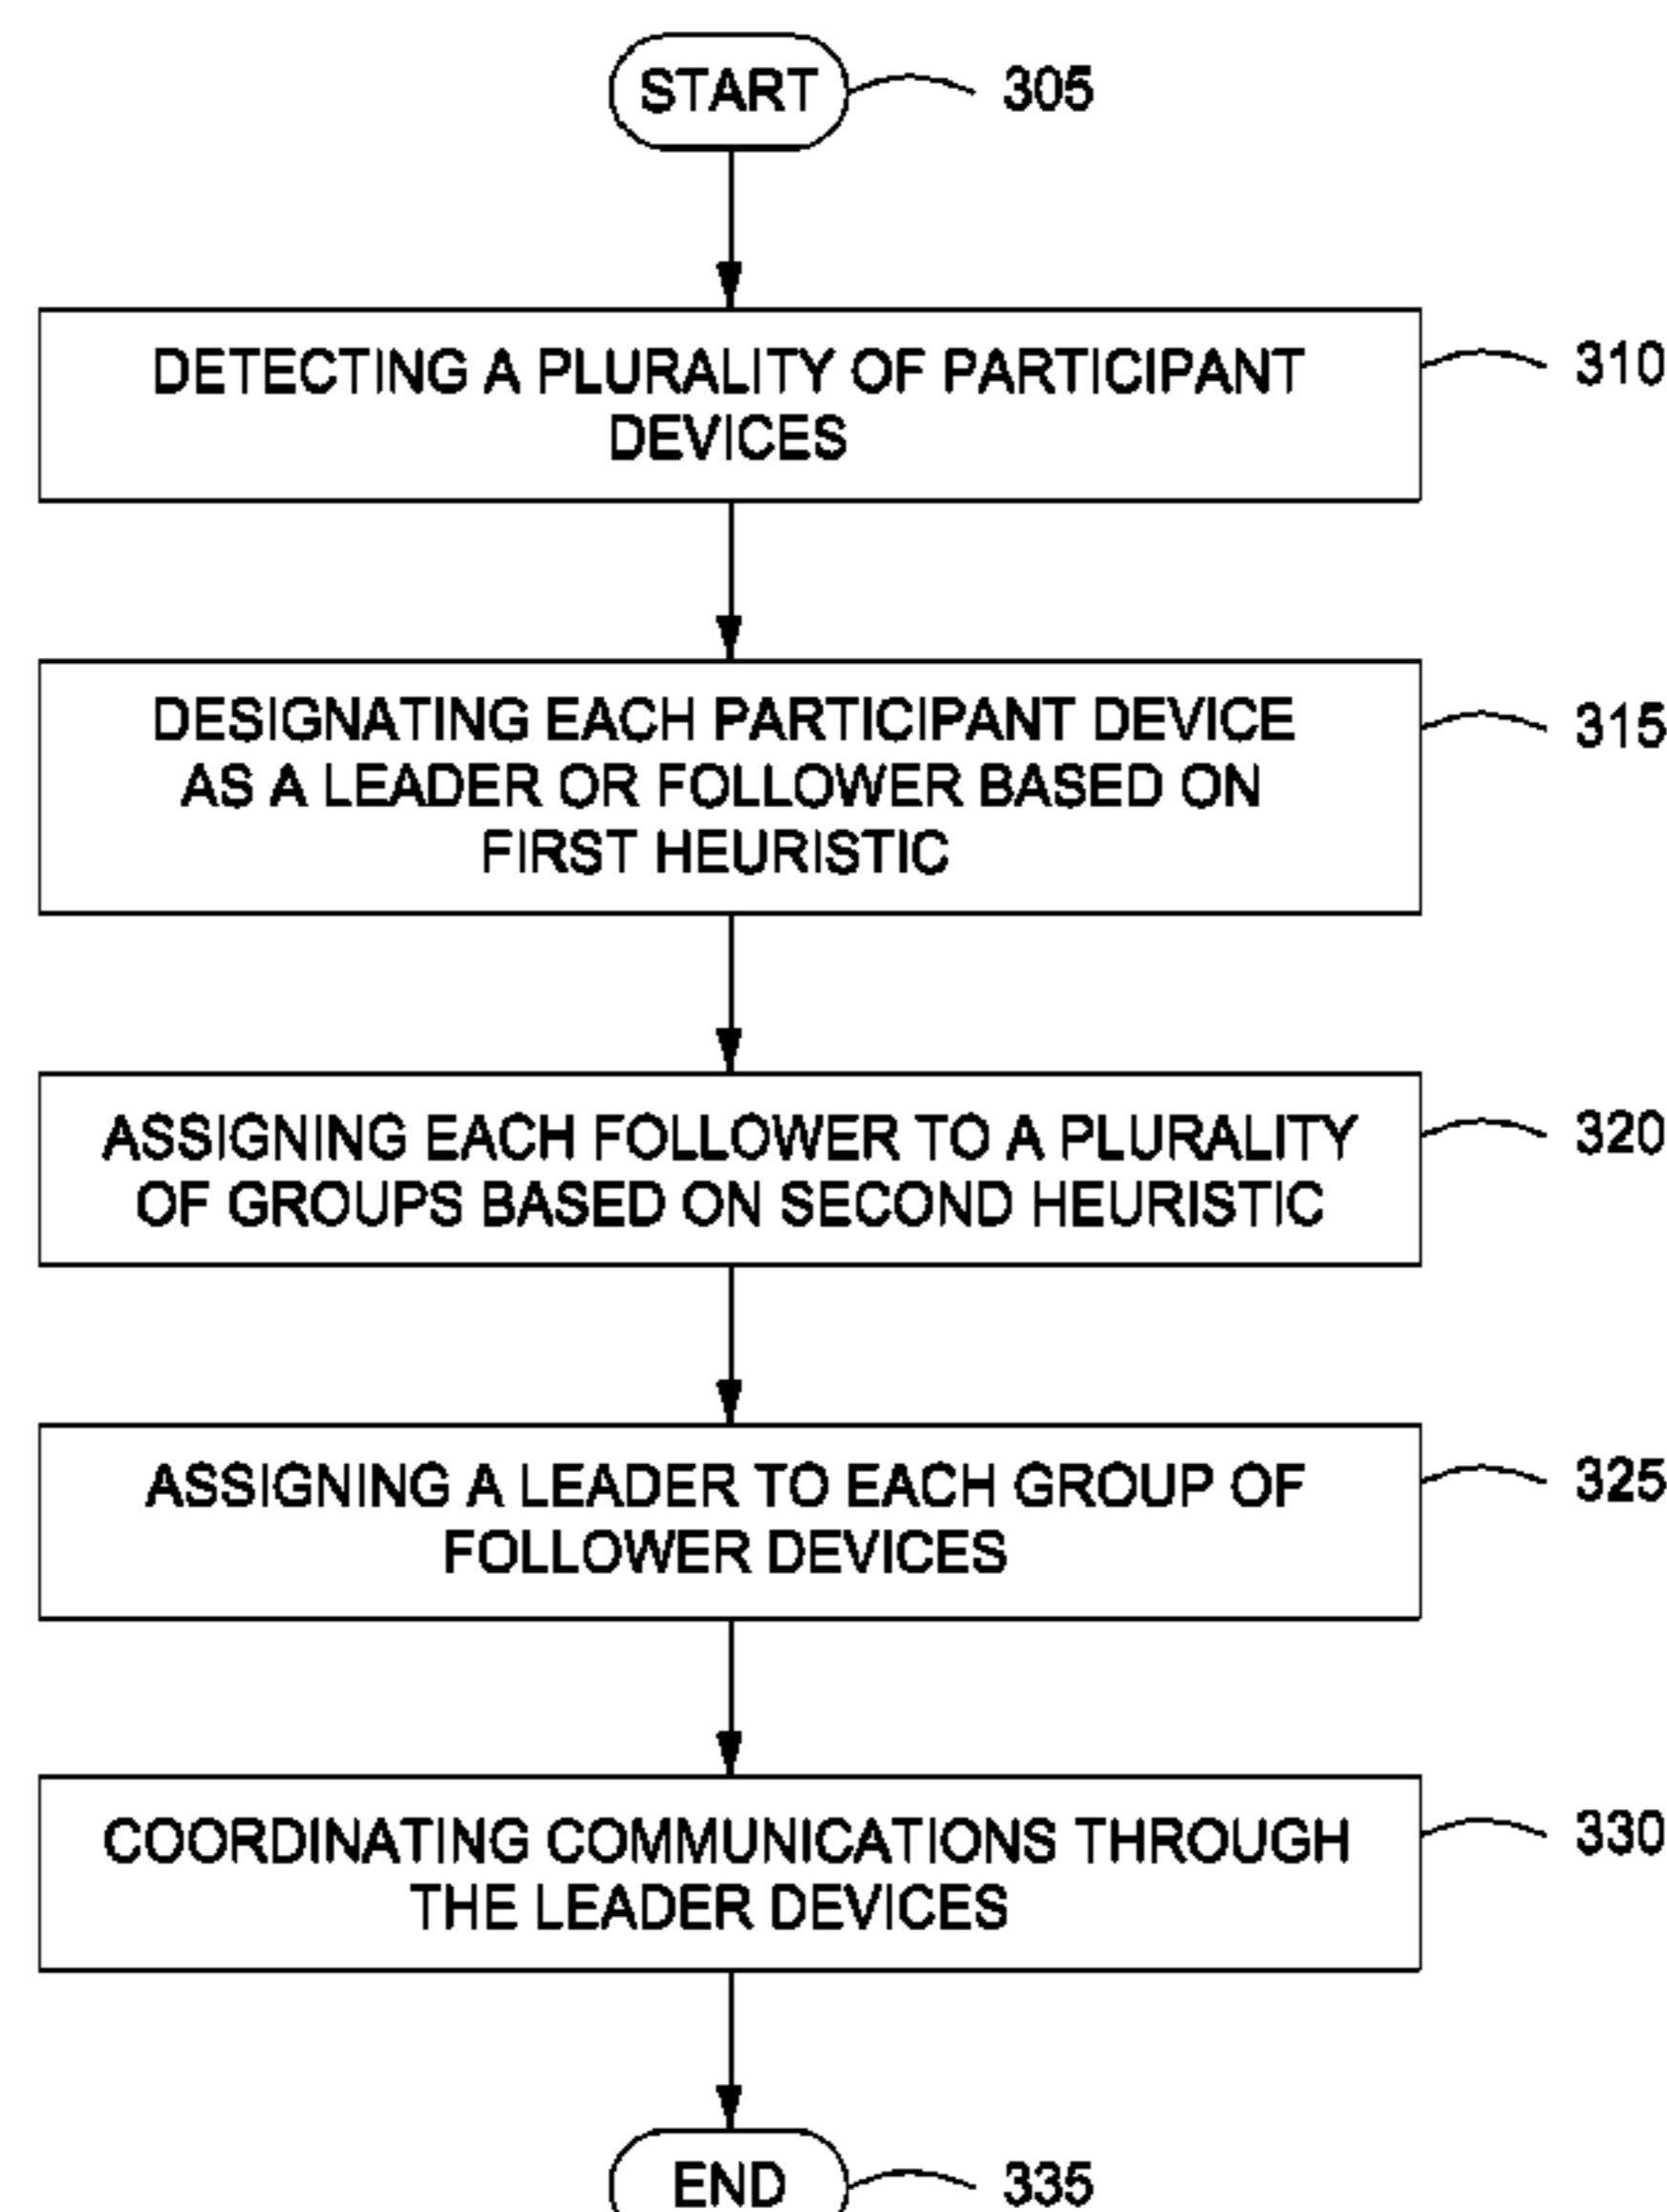 START 305
DETECTING A PLURALITY OF PARTICIPANT
DEVICES
310
DESIGNATING EACH PARTICIPANT DEVICE
AS A LEADER OR FOLLOWER BASED ON
FIRST HEURISTIC
315
ASSIGNING EACH FOLLOWER TO A PLURALITY
OF GROUPS BASED ON SECOND HEURISTIC
320
ASSIGNING A LEADER TO EACH GROUP OF
FOLLOWER DEVICES
325
COORDINATING COMMUNICATIONS THROUGH
THE LEADER DEVICES
330
END 335